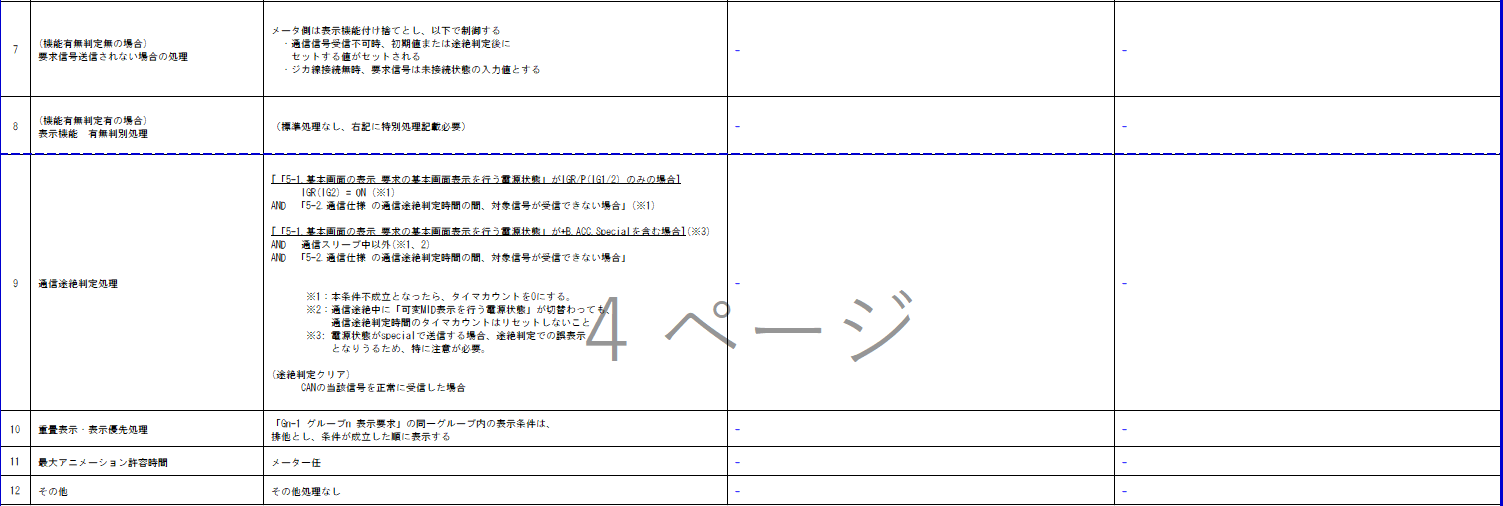 7
(機能有無判定無の場合)
要求信号送信されない場合の処理
メータ側は表示機能付け捨てとし、以下で制御する
・通信信号受信不可時、初期値または途絶判定後に
セットする値がセットされる
・ジカ線接続無時、要求信号は未接続状態の入力値とする
-
-
8
(機能有無判定有の場合)
表示機能　有無判別処理
（標準処理なし、右記に特別処理記載必要）
-
-
9
通信途絶判定処理
[「「5-1.基本画面の表示 要求の基本画面表示を行う電源状態」がIGR/P(IG1/2) のみの場合]
IGR(IG2) = ON (※1)
AND 「5-2.通信仕様 の通信途絶判定時間の間、対象信号が受信できない場合」(※1)
[「「5-1.基本画面の表示 要求の基本画面表示を行う電源状態」が+B.ACC.Specialを含む場合](※3)
AND 通信スリープ中以外(※1、2)
AND 「5-2.通信仕様 の通信途絶判定時間の間、対象信号が受信できない場合」
※1：本条件不成立となったら、タイマカウントを0にする。
※2：通信途絶中に「可変MID表示を行う電源状態」が切替わっても、
通信途絶判定時間のタイマカウントはリセットしないこと
※3: 電源状態がspecialで送信する場合、途絶判定での誤表示
となりうるため、特に注意が必要。
(途絶判定クリア)
CANの当該信号を正常に受信した場合
-
-
4 ページ
10
重畳表示・表示優先処理
「Gm-1 グループm 表示要求」の同一グループ内の表示条件は、
排他とし、条件が成立した順に表示する
-
-
11
最大アニメーション許容時間
メーター任
-
-
12
その他
その他処理なし
-
-